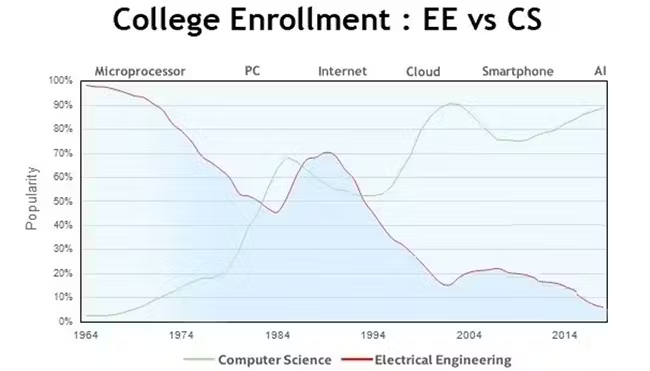 College Enrollment : EE vs CS
Microprocessor PC Internet Cloud Smartphone AI
100%
90%
80%
70%
60%
50%
40%
30%
20%
10%
0%
Popularity
1964 1974 1984 1994 2004 2014
Computer Science Electrical Engineering